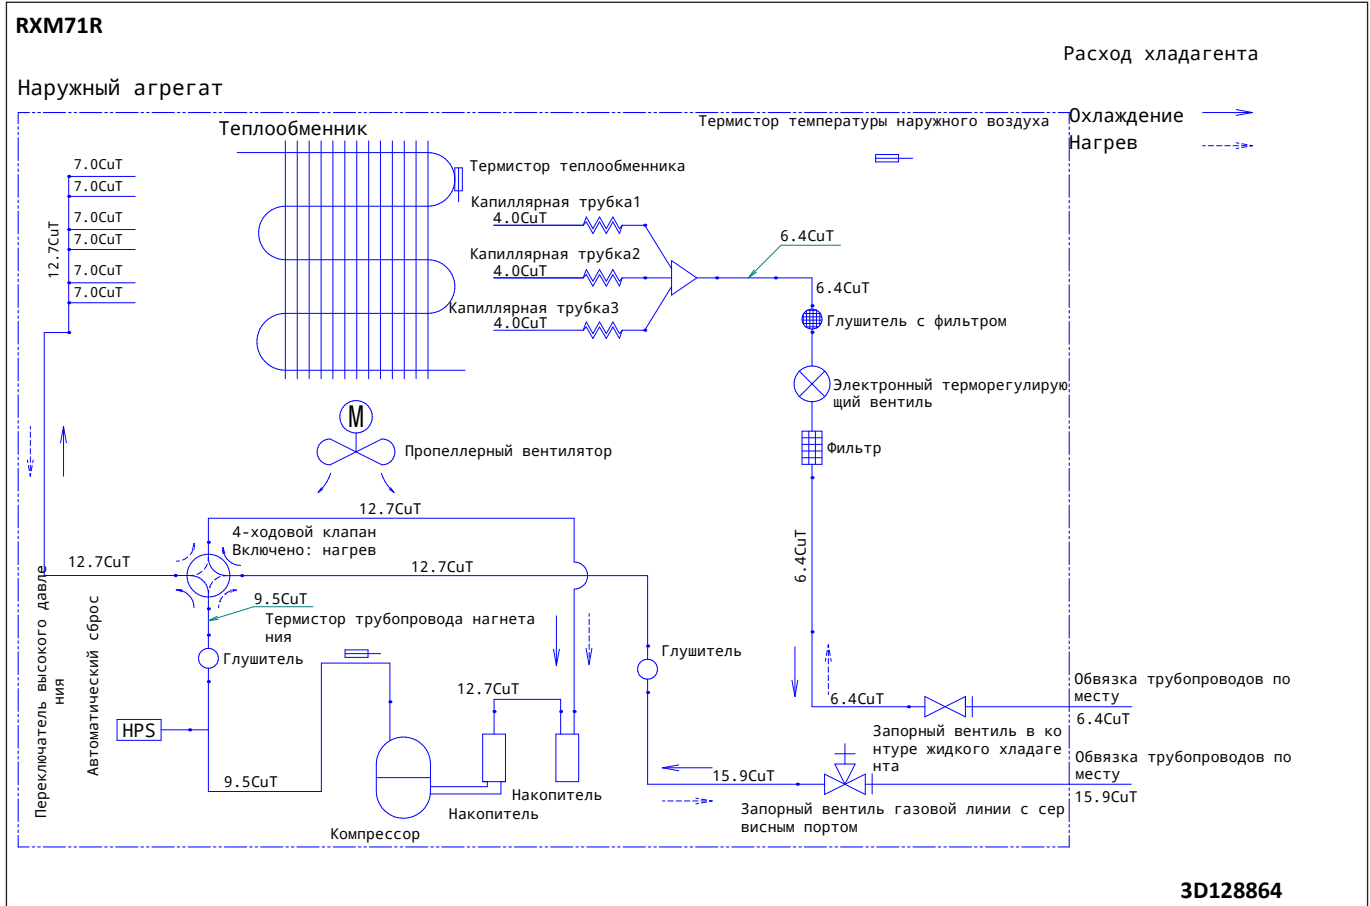 RXM71R
Расход хладагента
Наружный агрегат
Охлаждение
Нагрев
Теплообменник
Термистор температуры наружного воздуха
7.0CuT
7.0CuT
7.0CuT
7.0CuT
7.0CuT
7.0CuT
12.7CuT
Термистор теплообменника
Капиллярная трубка1
4.0CuT
Капиллярная трубка2
4.0CuT
Капиллярная трубка3
4.0CuT
6.4CuT
6.4CuT
Глушитель с фильтром
Электронный терморегулирую
щий вентиль
Фильтр
M
Пропеллерный вентилятор
12.7CuT
4-ходовой клапан
Включено: нагрев
12.7CuT
12.7CuT
6.4CuT
9.5CuT
Термистор трубопровода нагнета
ния
Глушитель
Глушитель
Переключатель высокого давле
ния
Автоматический сброс
HPS
9.5CuT
12.7CuT
Накопитель
Накопитель
Компрессор
6.4CuT
Обвязка трубопроводов по
месту
6.4CuT
Запорный вентиль в ко
нтуре жидкого хладаге
нта
Обвязка трубопроводов по
месту
15.9CuT
15.9CuT
Запорный вентиль газовой линии с сер
висным портом
3D128864